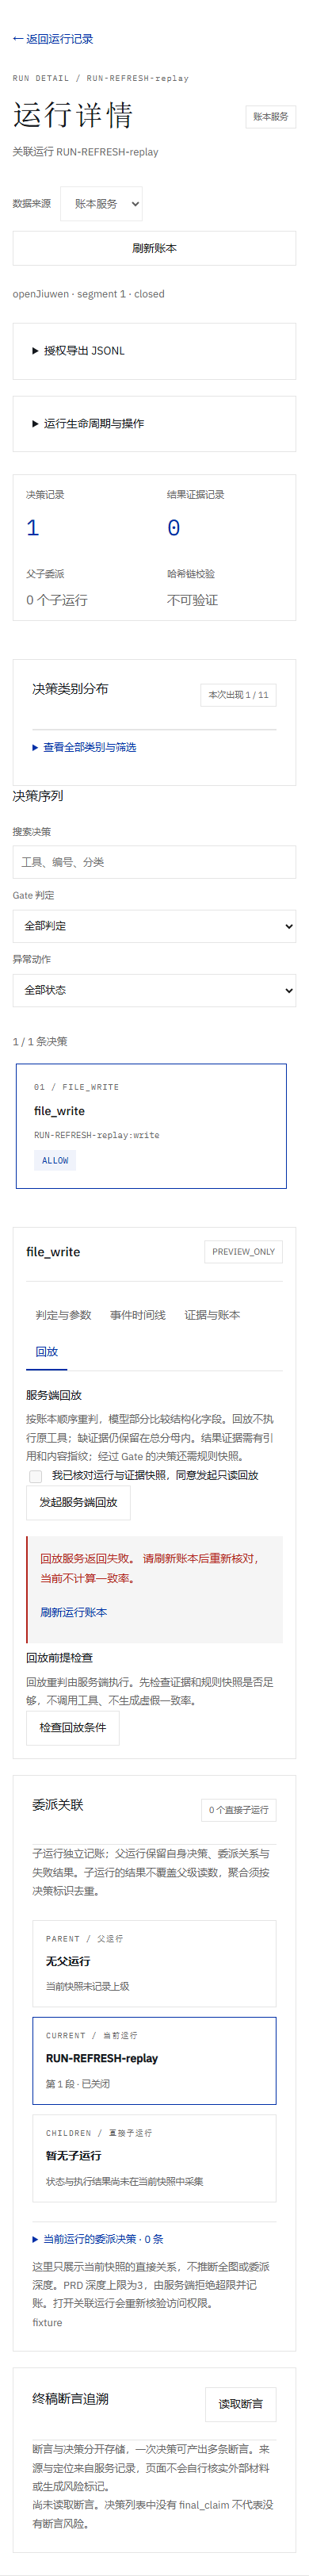 ← 返回运行记录
RUN DETAIL / RUN-REFRESH-replay
运行详情
账本服务
关联运行 RUN-REFRESH-replay
数据来源
账本服务
刷新账本
openJiuwen · segment 1 · closed
▶ 授权导出 JSONL
▶ 运行生命周期与操作
决策记录
结果证据记录
1
0
父子委派
哈希链校验
0 个子运行
不可验证
决策类别分布
本次出现 1 / 11
▶ 查看全部类别与筛选
决策序列
搜索决策
工具、编号、分类
Gate 判定
全部判定
异常动作
全部状态
1 / 1 条决策
01 / FILE_WRITE
file_write
RUN-REFRESH-replay:write
ALLOW
file_write
PREVIEW_ONLY
判定与参数
事件时间线
证据与账本
回放
服务端回放
按账本顺序重判，模型部分比较结构化字段。回放不执
行原工具；缺证据仍保留在总分母内。结果证据需有引
用和内容指纹；经过 Gate 的决策还需规则快照。
我已核对运行与证据快照，同意发起只读回放
发起服务端回放
回放服务返回失败。 请刷新账本后重新核对，
当前不计算一致率。
刷新运行账本
回放前提检查
回放重判由服务端执行。先检查证据和规则快照是否足
够，不调用工具、不生成虚假一致率。
检查回放条件
委派关联
0 个直接子运行
子运行独立记账；父运行保留自身决策、委派关系与
失败结果。子运行的结果不覆盖父级读数，聚合须按
决策标识去重。
PARENT / 父运行
无父运行
当前快照未记录上级
CURRENT / 当前运行
RUN-REFRESH-replay
第 1 段 · 已关闭
CHILDREN / 直接子运行
暂无子运行
状态与执行结果尚未在当前快照中采集
▶ 当前运行的委派决策 · 0 条
这里只展示当前快照的直接关系，不推断全图或委派
深度。PRD 深度上限为3，由服务端拒绝超限并记
账。打开关联运行会重新核验访问权限。
fixture
终稿断言追溯
读取断言
断言与决策分开存储，一次决策可产出多条断言。来
源与定位来自服务记录，页面不会自行核实外部材料
或生成风险标记。
尚未读取断言。决策列表中没有 final_claim 不代表没
有断言风险。